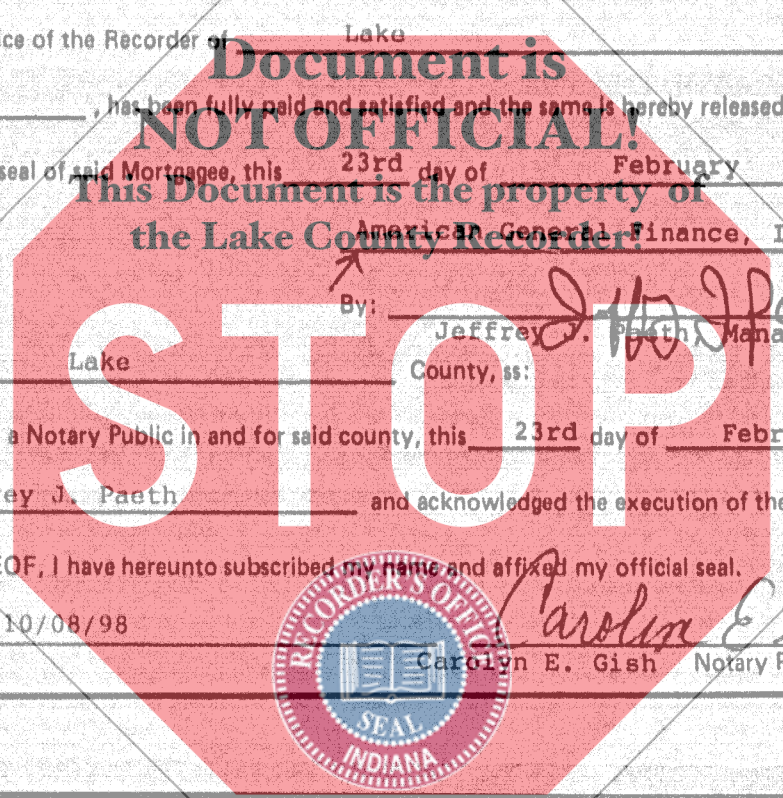 ice of the Recorder of Lake
Document is
, has been fully paid and satisfied and the same is hereby released
NOT OFFICIAL!
seal of said Mortgagee, this 23rd day of February
This Document is the property of
the Lake County Recorder!
American General Finance, I
By:
Jeffrey J. Paeth, Mana
STOP
Lake County, ss:
a Notary Public in and for said county, this 23rd day of Febr
ey J. Paeth and acknowledged the execution of the
EOF, I have hereunto subscribed my name and affixed my official seal.
10/08/98
Carolyn E
Carolyn E. Gish Notary P
RECORDER'S OFFICE
SEAL
INDIANA